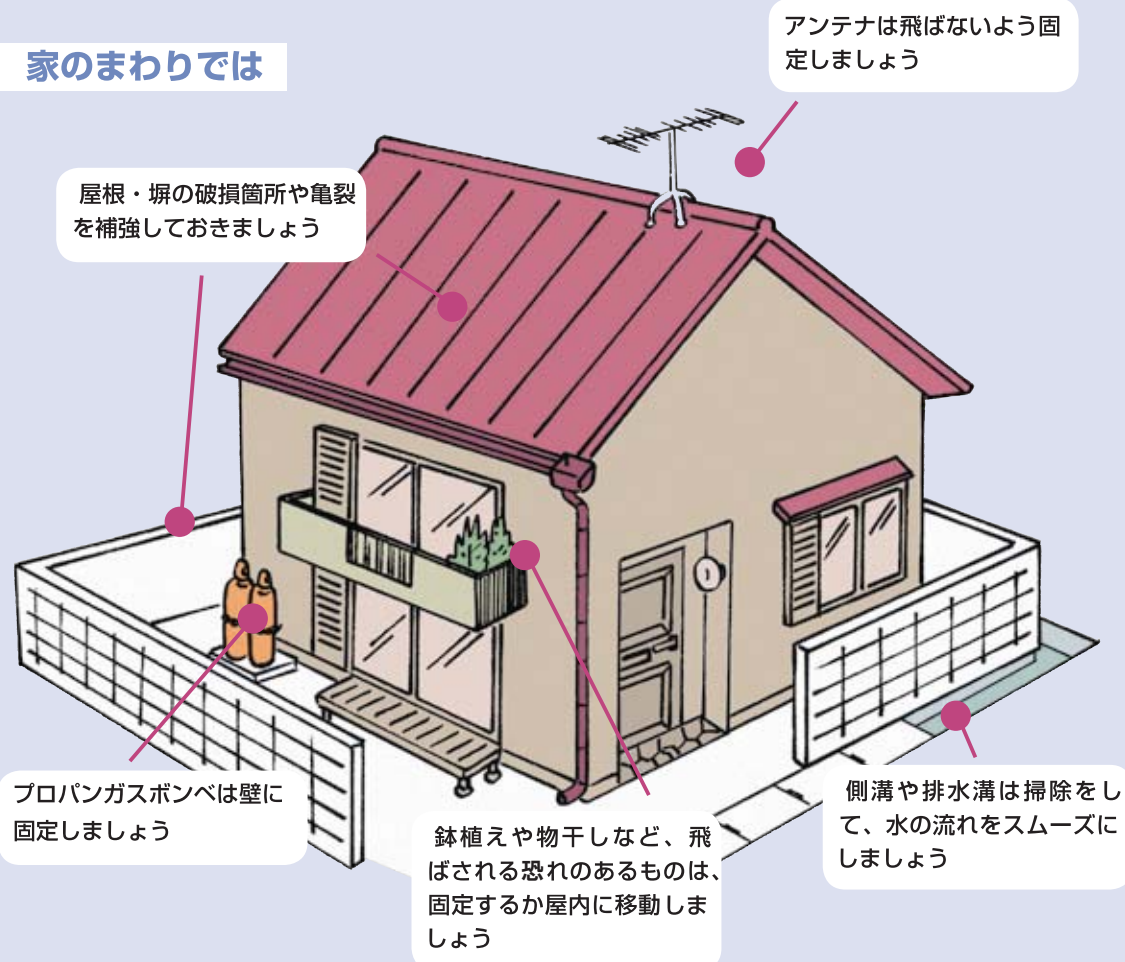 家のまわりでは
アンテナは飛ばないよう固
定しましょう
屋根・塀の破損箇所や亀裂
を補強しておきましょう
プロパンガスボンベは壁に
固定しましょう
鉢植えや物干しなど、飛
ばされる恐れのあるものは、
固定するか屋内に移動しま
しょう
側溝や排水溝は掃除をし
て、水の流れをスムーズに
しましょう